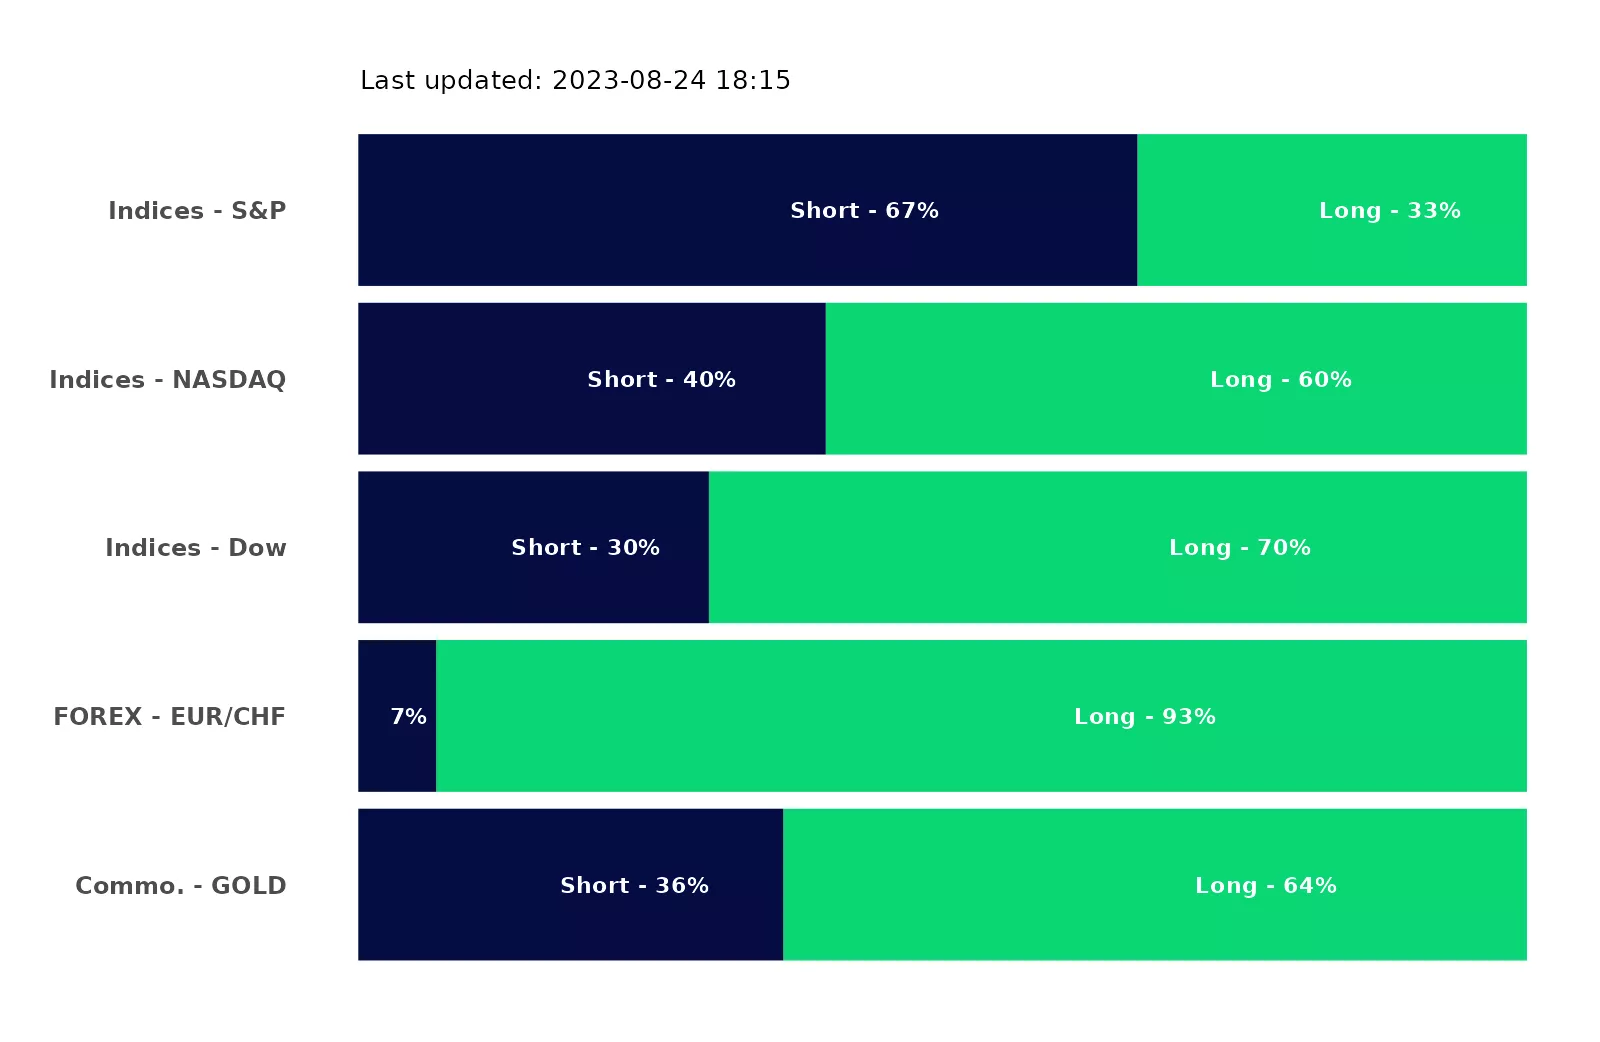 Last updated: 2023-08-24 18:15
Indices - S&P
Short - 67%
Long - 33%
Indices - NASDAQ
Short - 40%
Long - 60%
Indices - Dow
Short - 30%
Long - 70%
FOREX - EUR/CHF
7%
Long - 93%
Commo. - GOLD
Short - 36%
Long - 64%